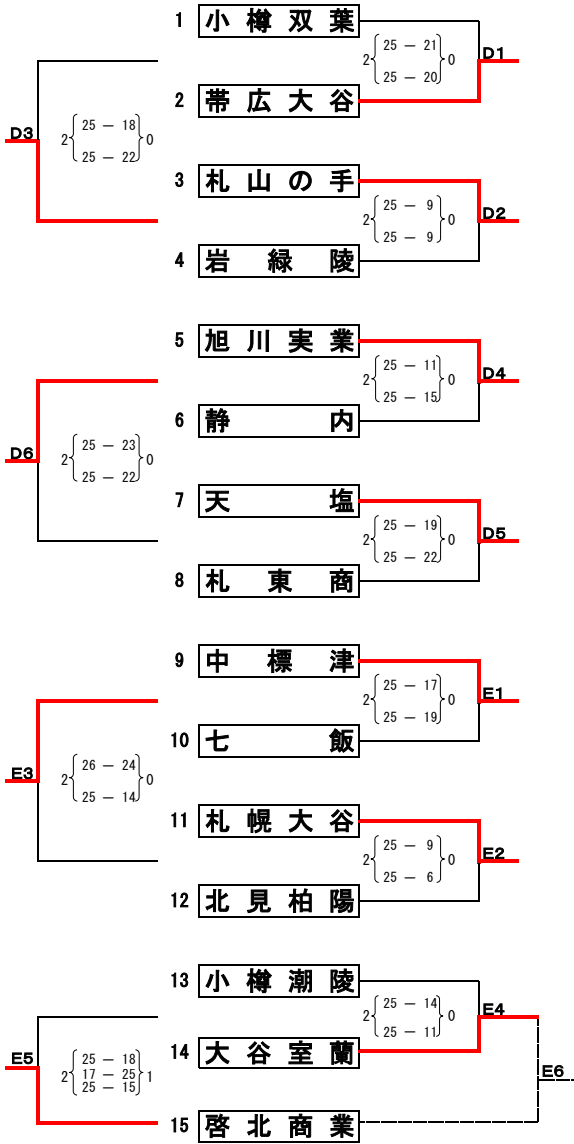 1 小樽双葉
2 25 － 21 0
25 － 20
D1
2 帯広大谷
D3
2 25 － 18 0
25 － 22
3 札山の手
2 25 － 9 0
25 － 9
D2
4 岩緑陵
5 旭川実業
2 25 － 11 0
25 － 15
D4
6 静内
D6
2 25 － 23 0
25 － 22
7 天塩
2 25 － 19 0
25 － 22
D5
8 札東商
9 中標津
2 25 － 17 0
25 － 19
E1
10 七飯
E3
2 26 － 24 0
25 － 14
11 札幌大谷
2 25 － 9 0
25 － 6
E2
12 北見柏陽
13 小樽潮陵
2 25 － 14 0
25 － 11
E4
14 大谷室蘭
E5
2 25 － 18 1
17 － 25
25 － 15
E6
15 啓北商業